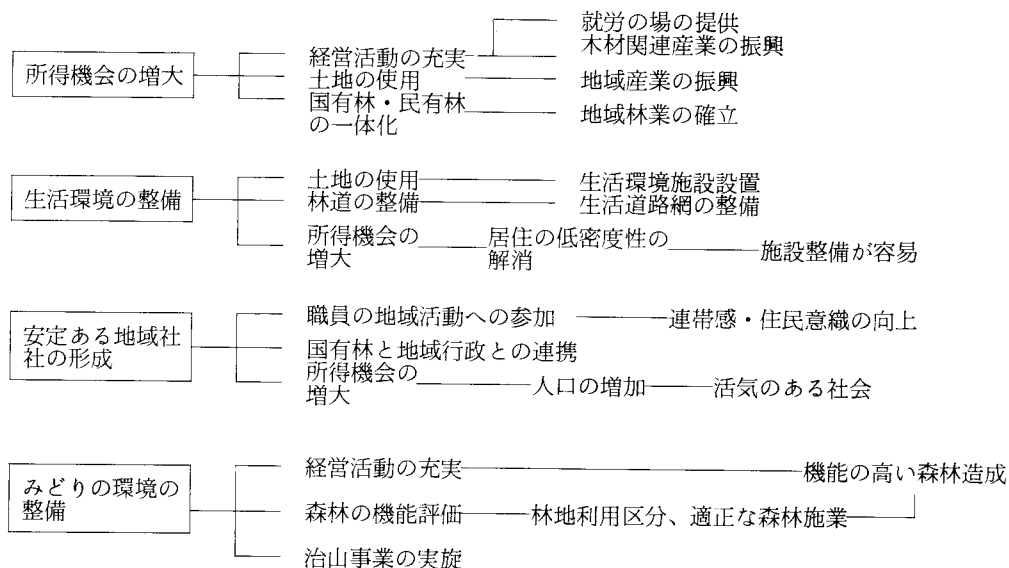 就労の場の提供
経営活動の充実
木材関連産業の振興
所得機会の増大
土地の使用
地域産業の振興
国有林・民有林
の一体化
地域林業の確立
生活環境の整備
土地の使用
生活環境施設設置
林道の整備
生活道路網の整備
所得機会の
増大
居住の低密度性の
解消
施設整備が容易
安定ある地域社
社の形成
職員の地域活動への参加
連帯感・住民意識の向上
国有林と地域行政との連携
所得機会の
増大
人口の増加
活気のある社会
みどりの環境の
整備
経営活動の充実
機能の高い森林造成
森林の機能評価
林地利用区分、適正な森林施業
治山事業の実旋